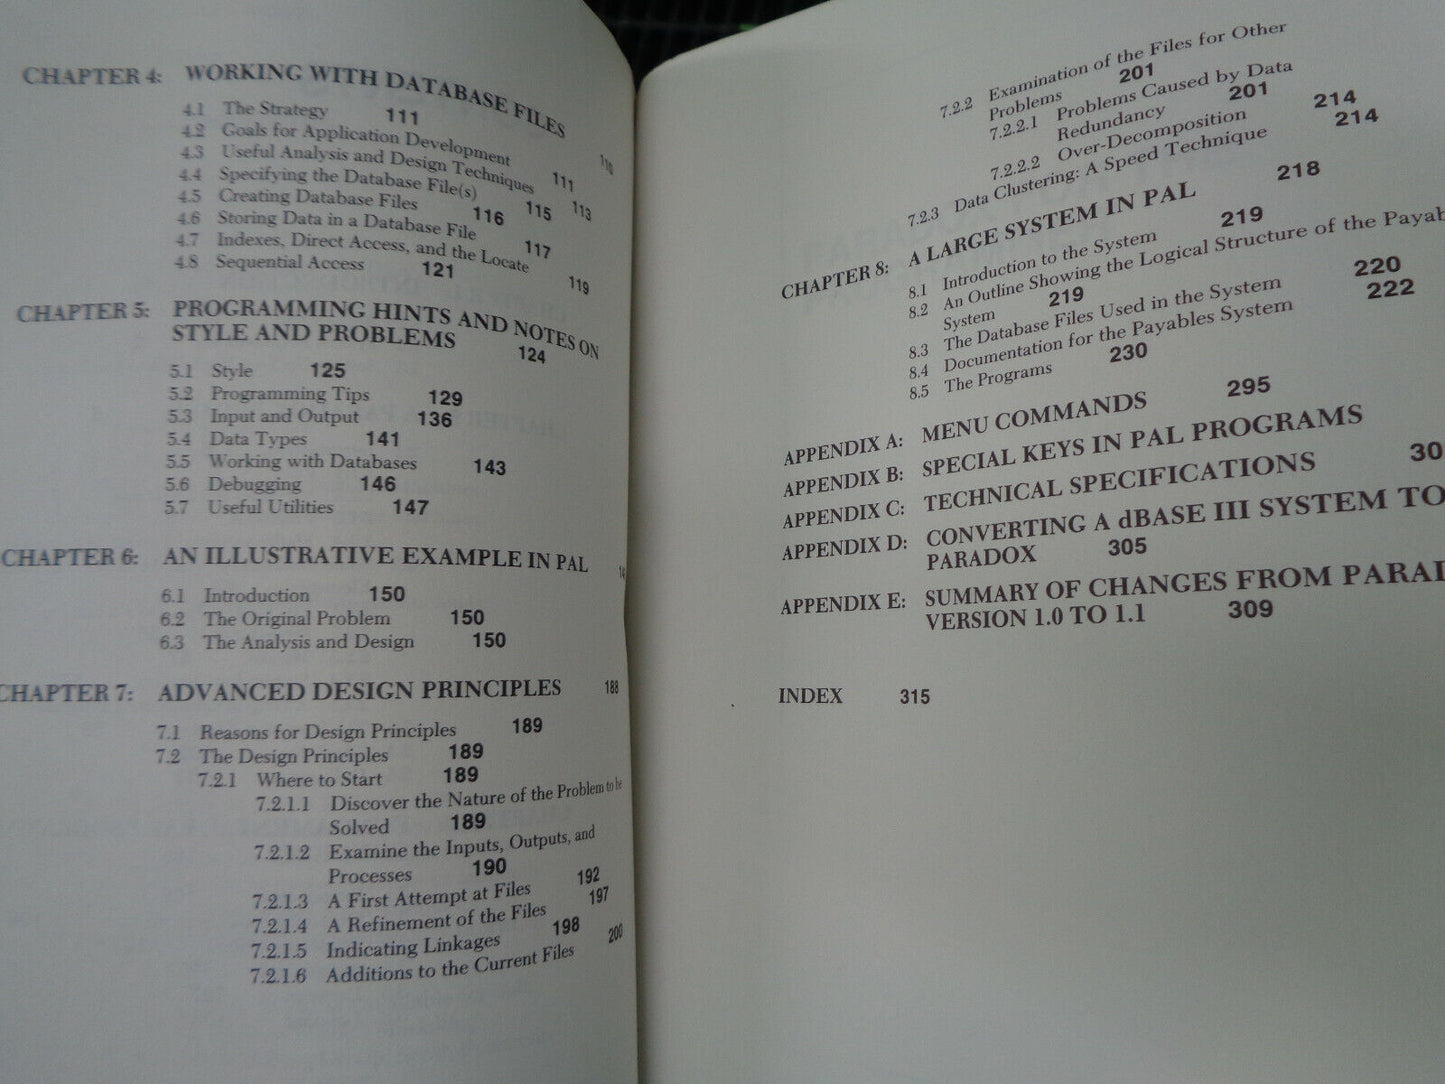 CHAPTER 4: WORKING WITH DATABASE FILES 110
4.1 The Strategy 111
4.2 Goals for Application Development 111
4.3 Useful Analysis and Design Techniques 113
4.4 Specifying the Database File(s) 115
4.5 Creating Database Files 116
4.6 Storing Data in a Database File 117
4.7 Indexes, Direct Access, and the Locate 119
4.8 Sequential Access 121
CHAPTER 5: PROGRAMMING HINTS AND NOTES ON
STYLE AND PROBLEMS 124
5.1 Style 125
5.2 Programming Tips 129
5.3 Input and Output 136
5.4 Data Types 141
5.5 Working with Databases 143
5.6 Debugging 146
5.7 Useful Utilities 147
CHAPTER 6: AN ILLUSTRATIVE EXAMPLE IN PAL
6.1 Introduction 150
6.2 The Original Problem 150
6.3 The Analysis and Design 150
CHAPTER 7: ADVANCED DESIGN PRINCIPLES 188
7.1 Reasons for Design Principles 189
7.2 The Design Principles 189
7.2.1 Where to Start 189
7.2.1.1 Discover the Nature of the Problem to be
Solved 189
7.2.1.2 Examine the Inputs, Outputs, and
Processes 190
7.2.1.3 A First Attempt at Files 192
7.2.1.4 A Refinement of the Files 197
7.2.1.5 Indicating Linkages 198
7.2.1.6 Additions to the Current Files 200
7.2.2 Examination of the Files for Other
Problems 201
7.2.2.1 Problems Caused by Data
Redundancy 201
7.2.2.2 Over-Decomposition 214
7.2.3 Data Clustering: A Speed Technique 214
CHAPTER 8: A LARGE SYSTEM IN PAL 218
8.1 Introduction to the System 219
8.2 An Outline Showing the Logical Structure of the Payab
System 219
8.3 The Database Files Used in the System 220
8.4 Documentation for the Payables System 222
8.5 The Programs 230
APPENDIX A: MENU COMMANDS 295
APPENDIX B: SPECIAL KEYS IN PAL PROGRAMS
APPENDIX C: TECHNICAL SPECIFICATIONS 30
APPENDIX D: CONVERTING A dBASE III SYSTEM TO
PARADOX 305
APPENDIX E: SUMMARY OF CHANGES FROM PARAD
VERSION 1.0 TO 1.1 309
INDEX 315